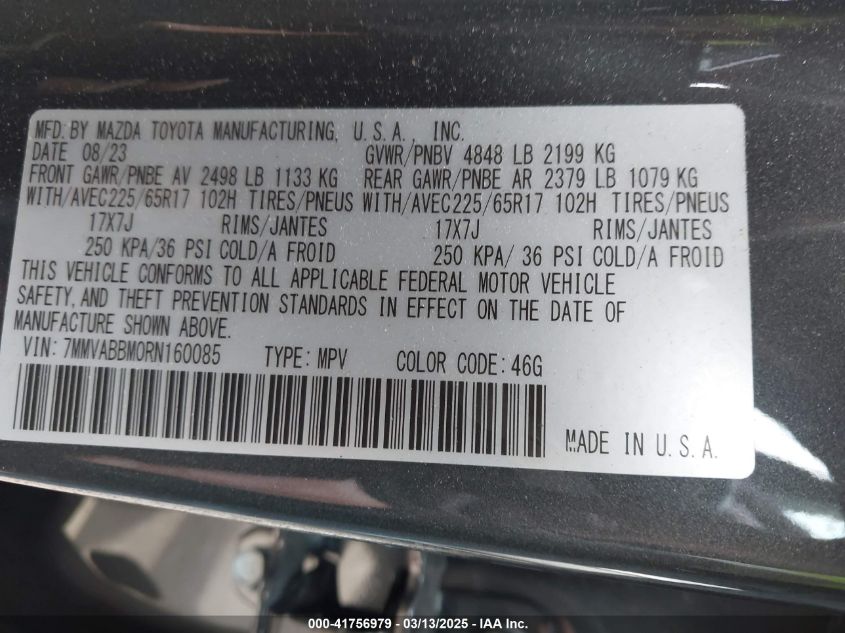 MFD. BY MAZDA TOYOTA MANUFACTURING, U.S.A., INC.
DATE 08/23 GVWR/PNBV 4848 LB 2199 KG
FRONT GAWR/PNBE AV 2498 LB 1133 KG REAR GAWR/PNBE AR 2379 LB 1079 KG
WITH/AVEC225/65R17 102H TIRES/PNEUS WITH/AVEC225/65R17 102H TIRES/PNEUS
17X7J RIMS/JANTES 17X7J RIMS/JANTES
250 KPA/36 PSI COLD/A FROID 250 KPA/ 36 PSI COLD/A FROID
THIS VEHICLE CONFORMS TO ALL APPLICABLE FEDERAL MOTOR VEHICLE
SAFETY, AND THEFT PREVENTION STANDARDS IN EFFECT ON THE DATE OF
MANUFACTURE SHOWN ABOVE.
VIN: 7MMVABBM0RN160085 TYPE: MPV COLOR CODE: 46G
MADE IN U.S.A.
000-41756979 - 03/13/2025 - IAA Inc.